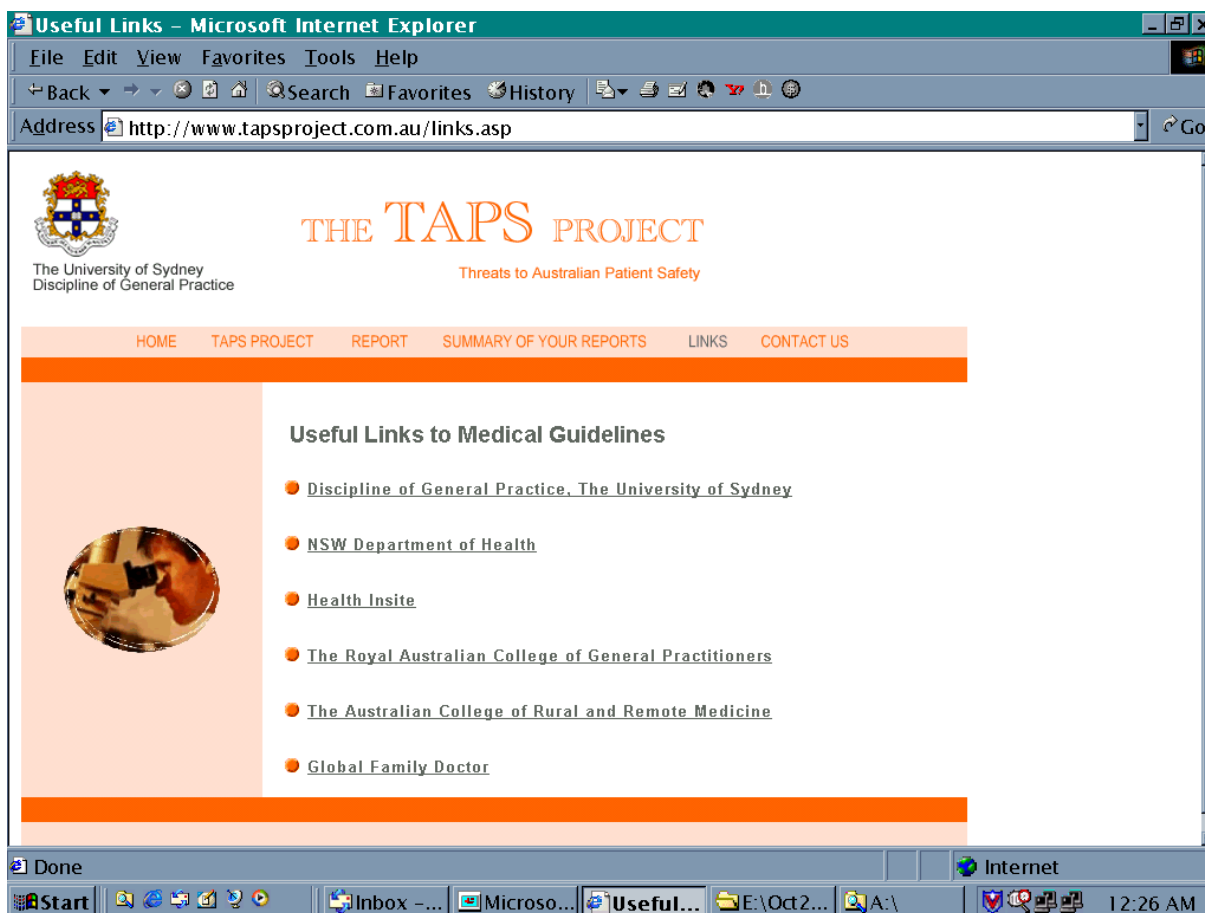 Useful Links – Microsoft Internet Explorer
File Edit View Favorites Tools Help
Back Search Favorites History
Address http://www.tapsproject.com.au/links.asp Go
THE TAPS PROJECT
The University of Sydney
Discipline of General Practice
Threats to Australian Patient Safety
HOME TAPS PROJECT REPORT SUMMARY OF YOUR REPORTS LINKS CONTACT US
Useful Links to Medical Guidelines
Discipline of General Practice, The University of Sydney
NSW Department of Health
Health Insite
The Royal Australian College of General Practitioners
The Australian College of Rural and Remote Medicine
Global Family Doctor
Done Internet
Start Inbox –... Microso... Useful... E:\Oct2... A:\ 12:26 AM